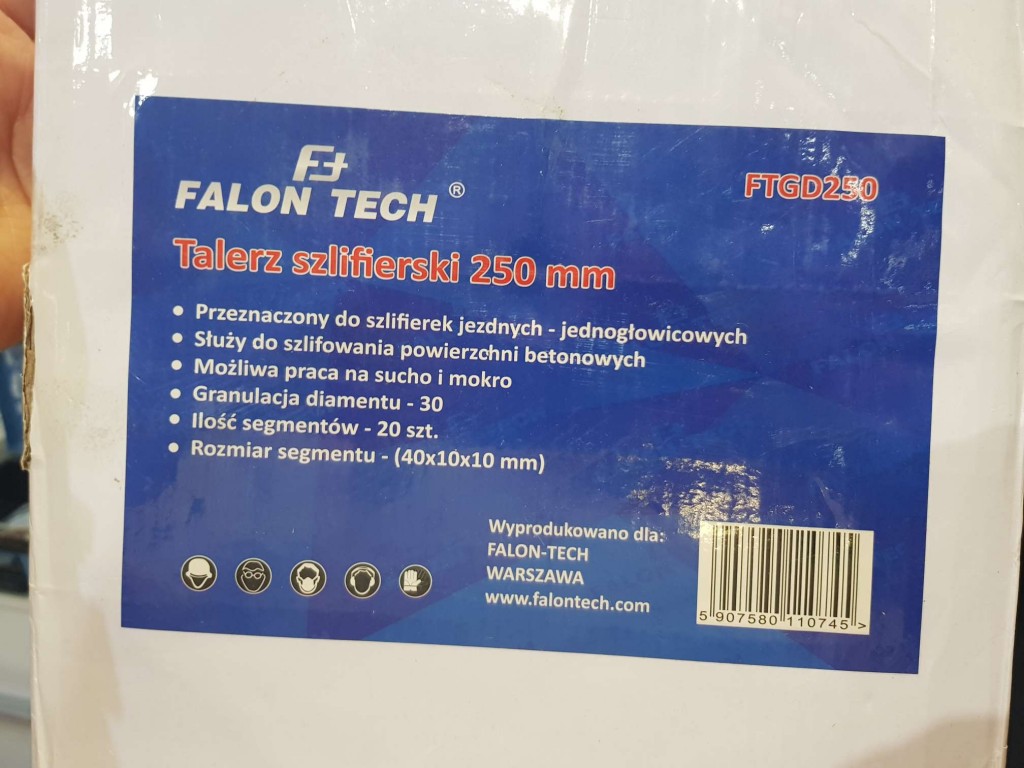 FALON TECH ®
FTGD250
Talerz szlifierski 250 mm
• Przeznaczony do szlifierek jezdnych - jednogłowicowych
• Służy do szlifowania powierzchni betonowych
• Możliwa praca na sucho i mokro
• Granulacja diamentu - 30
• Ilość segmentów - 20 szt.
• Rozmiar segmentu - (40x10x10 mm)
Wyprodukowano dla:
FALON-TECH
WARSZAWA
www.falontech.com
5 907580 110745 >